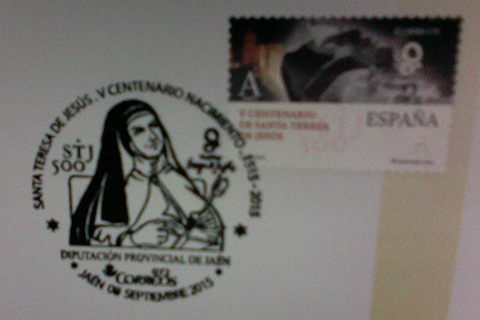 SANTA TERESA DE JESÚS. V CENTENARIO NACIMIENTO. 1515-2015
STJ
500
DIPUTACIÓN PROVINCIAL DE JAÉN
CORREOS
JAÉN SEPTIEMBRE 2015
A
V CENTENARIO
DE SANTA TERESA
DE JESÚS
500
ESPAÑA